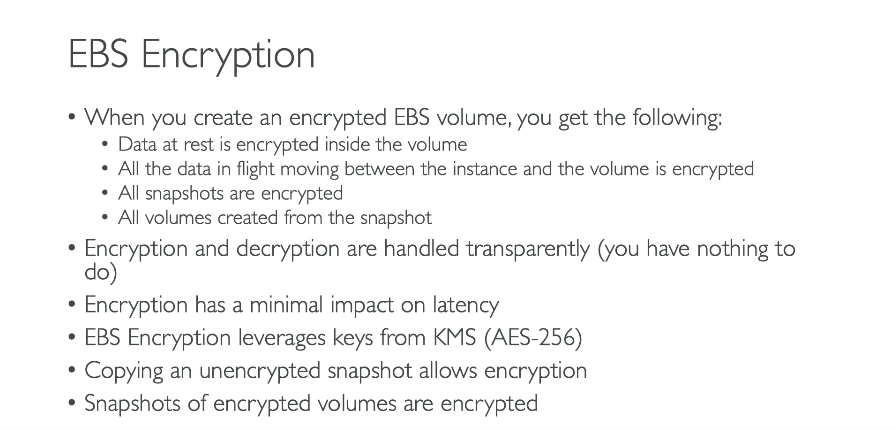 EBS Encryption
• When you create an encrypted EBS volume, you get the following:
• Data at rest is encrypted inside the volume
• All the data in flight moving between the instance and the volume is encrypted
• All snapshots are encrypted
• All volumes created from the snapshot
• Encryption and decryption are handled transparently (you have nothing to
do)
• Encryption has a minimal impact on latency
• EBS Encryption leverages keys from KMS (AES-256)
• Copying an unencrypted snapshot allows encryption
• Snapshots of encrypted volumes are encrypted